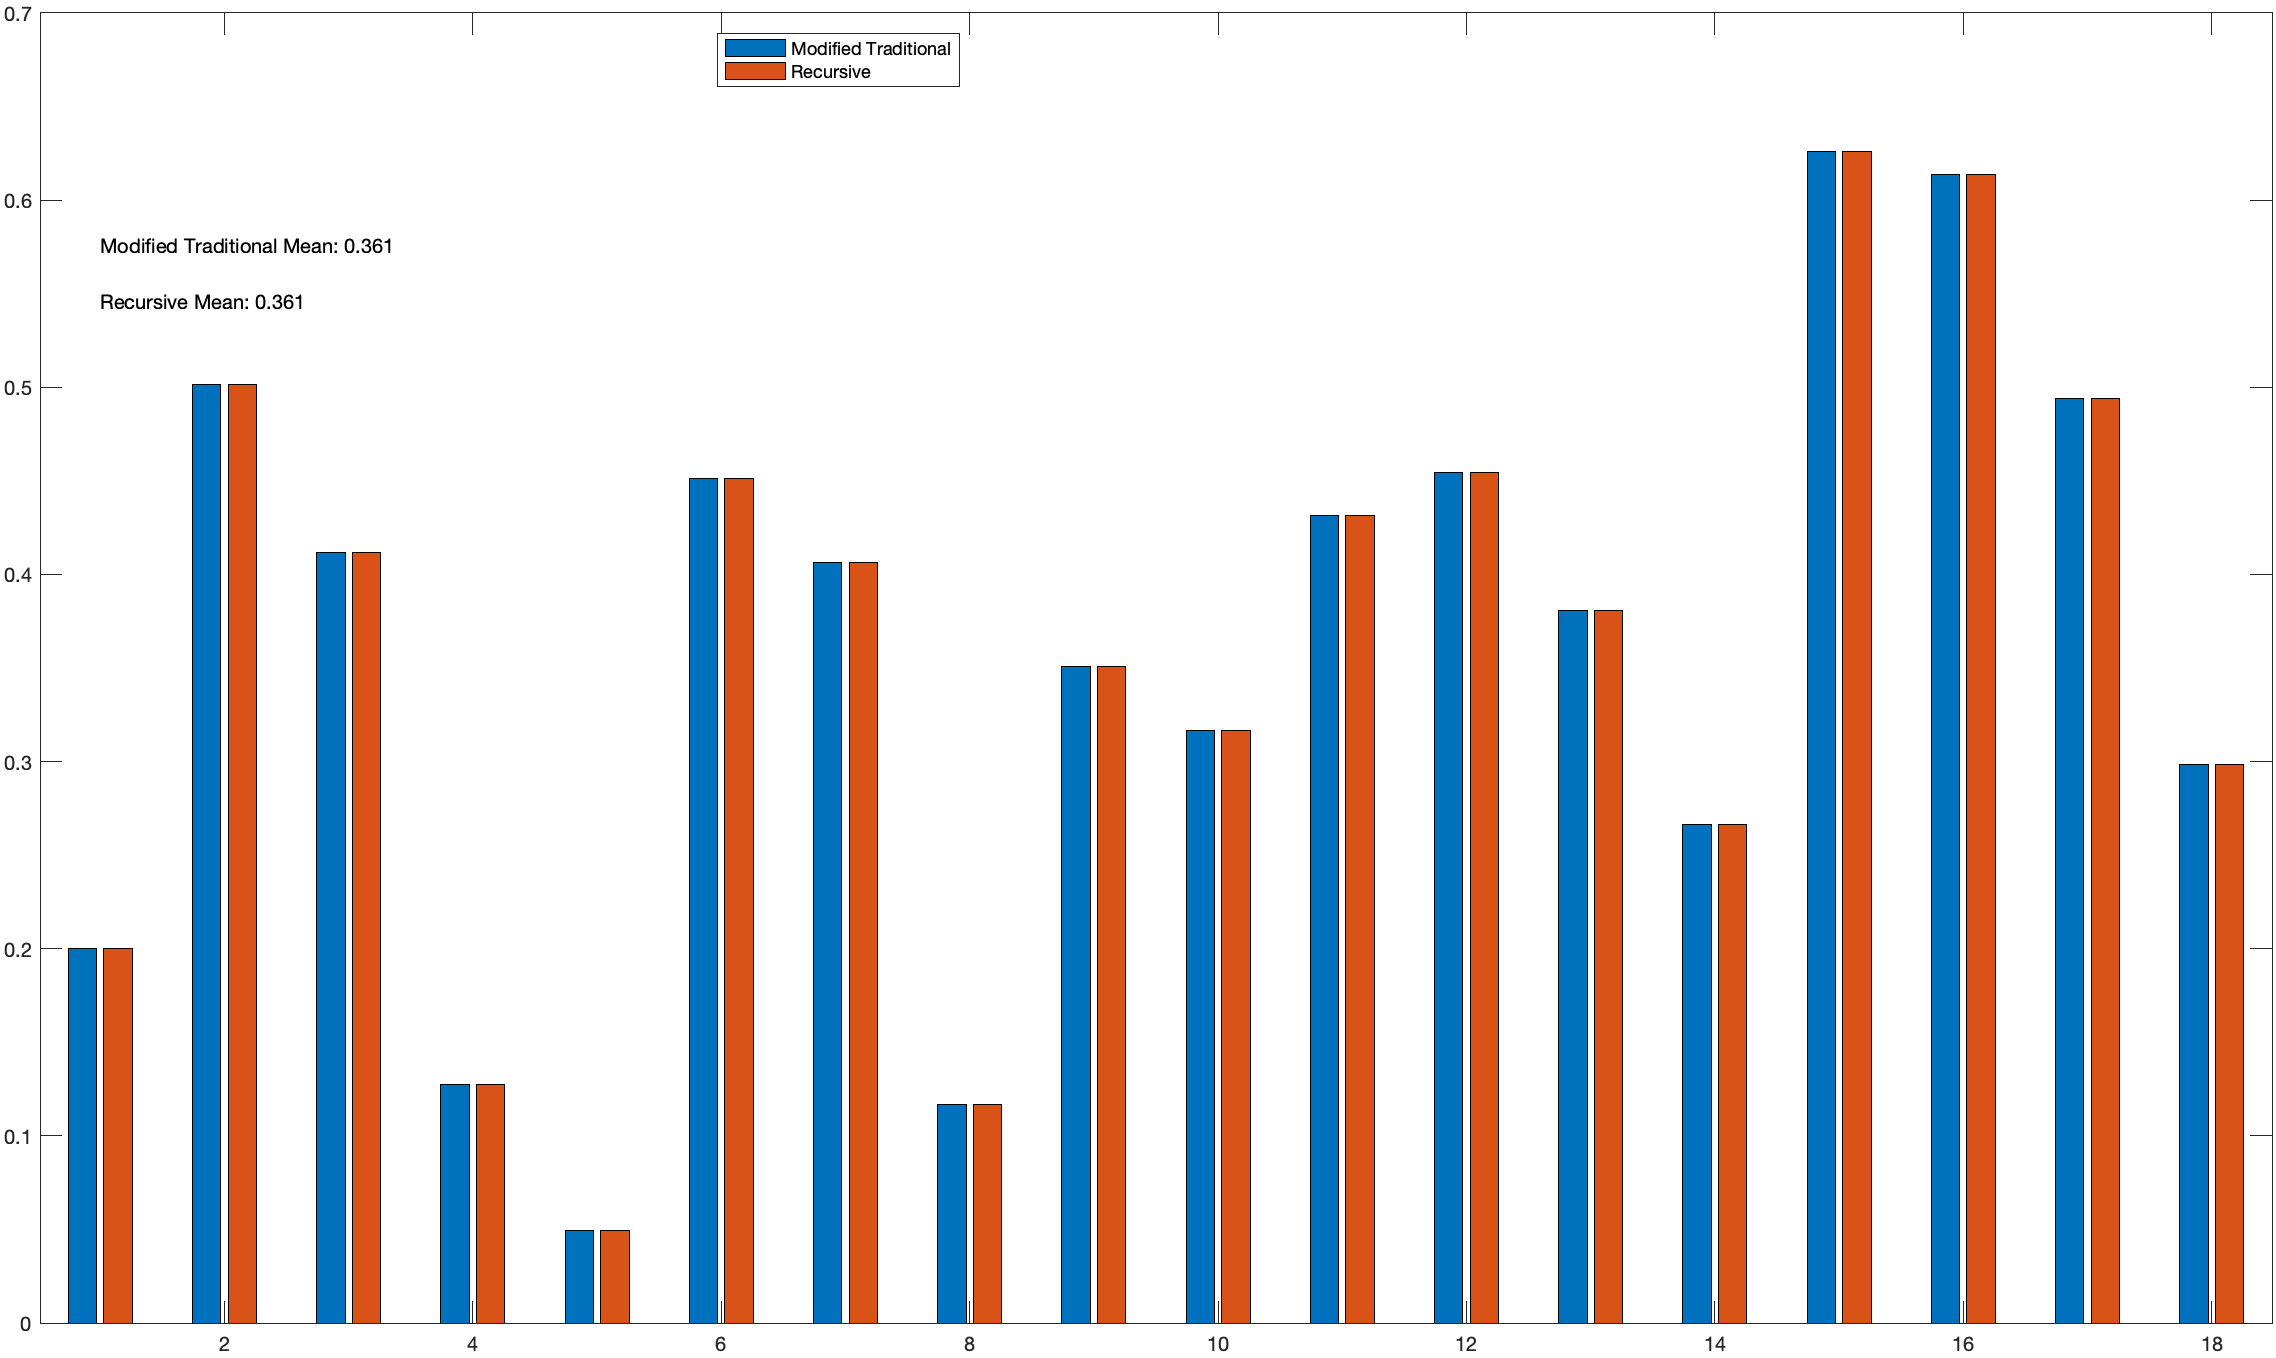 0.7
Modified Traditional
Recursive
0.6
Modified Traditional Mean: 0.361
Recursive Mean: 0.361
0.5
0.4
0.3
0.2
0.1
0
2 4 6 8 10 12 14 16 18